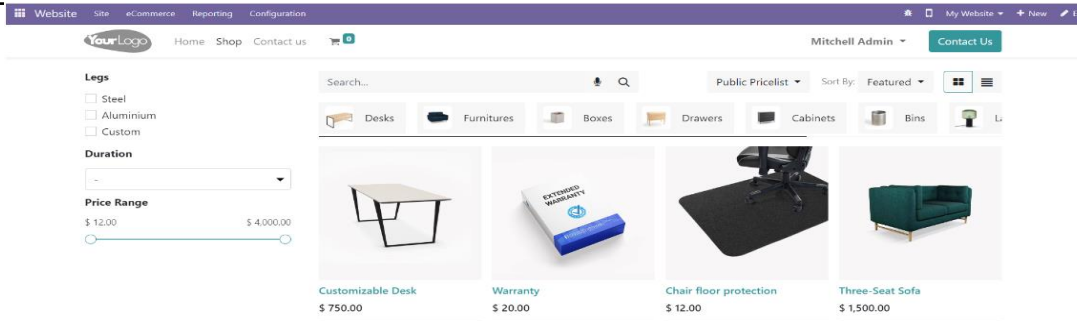 Website Site eCommerce Reporting Configuration My Website + New
YourLogo Home Shop Contact us 0 Mitchell Admin Contact Us
Legs
Search... Public Pricelist Sort By: Featured
Steel
Aluminium
Custom
Desks Furnitures Boxes Drawers Cabinets Bins
Duration
-
Price Range
$ 12.00 $ 4,000.00
EXTENDED
WARRANTY
Customizable Desk Warranty Chair floor protection Three-Seat Sofa
$ 750.00 $ 20.00 $ 12.00 $ 1,500.00